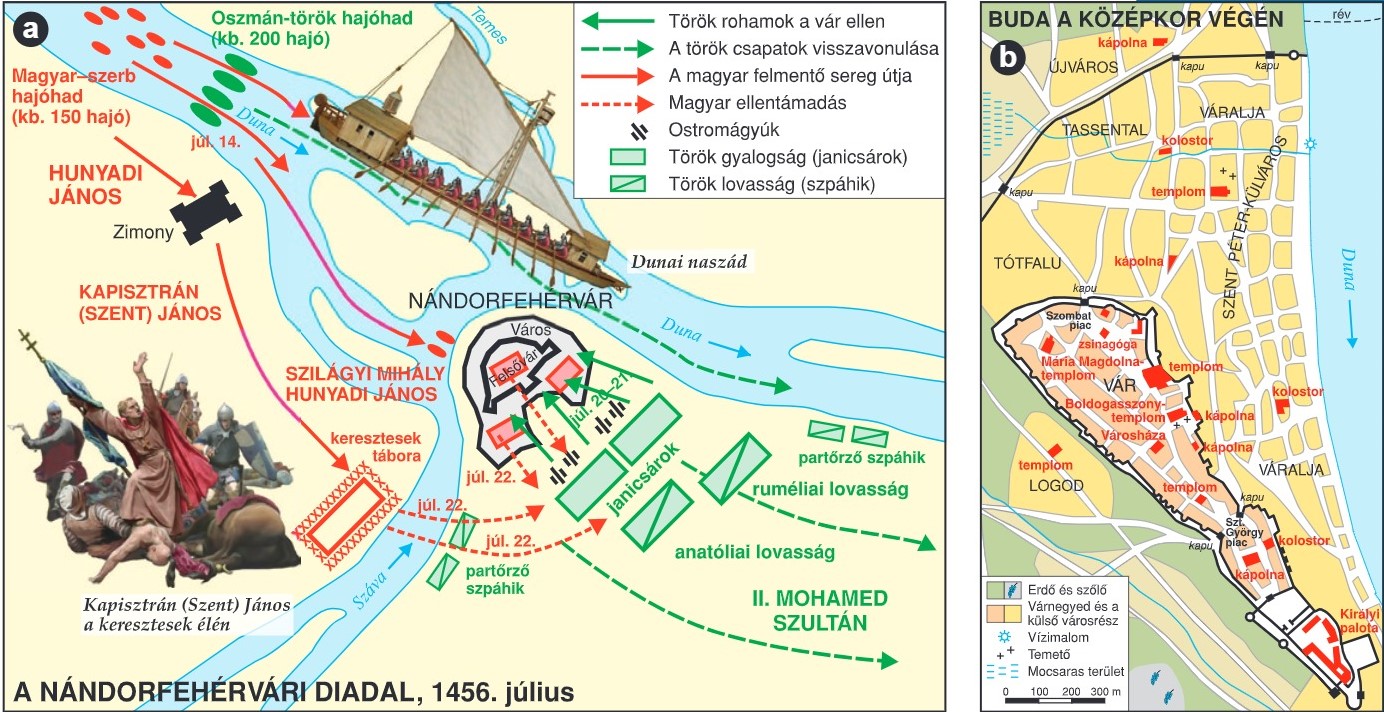 a
Oszmán-török hajóhad
(kb. 200 hajó)
Magyar–szerb
hajóhad
(kb. 150 hajó)
júl. 14.
Duna
Temes
HUNYADI
JÁNOS
Zimony
KAPISZTRÁN
(SZENT) JÁNOS
Török rohamok a vár ellen
A török csapatok visszavonulása
A magyar felmentő sereg útja
Magyar ellentámadás
Ostromágyúk
Török gyalogság (janicsárok)
Török lovasság (szpáhik)
Dunai naszád
NÁNDORFEHÉRVÁR
Duna
Város
Felsővár
júl. 20–21.
SZILÁGYI MIHÁLY
HUNYADI JÁNOS
keresztesek
tábora
júl. 22.
júl. 22.
júl. 22.
janicsárok
partőrző szpáhik
ruméliai lovasság
anatóliai lovasság
partőrző
szpáhik
Száva
II. MOHAMED
SZULTÁN
Kapisztrán (Szent) János
a keresztesek élén
A NÁNDORFEHÉRVÁRI DIADAL, 1456. július
BUDA A KÖZÉPKOR VÉGÉN
b
rév
kápolna
ÚJVÁROS
kapu
kapu
VÁRALJA
TASSENTAL
kolostor
kapu
templom
SZENT PÉTER-KÜLVÁROS
TÓTFALU
kápolna
Duna
kapu
Szombat
piac
zsinagóga
Mária Magdolna-
templom
templom
VÁR
Boldogasszony-
templom
kápolna
kolostor
Városháza
kápolna
templom
LOGOD
VÁRALJA
templom
kapu
Szt.
György
piac
kapu
kolostor
kápolna
Királyi
palota
Erdő és szőlő
Várnegyed és a
külső városrész
Vízimalom
Temető
Mocsaras terület
0 100 200 300 m